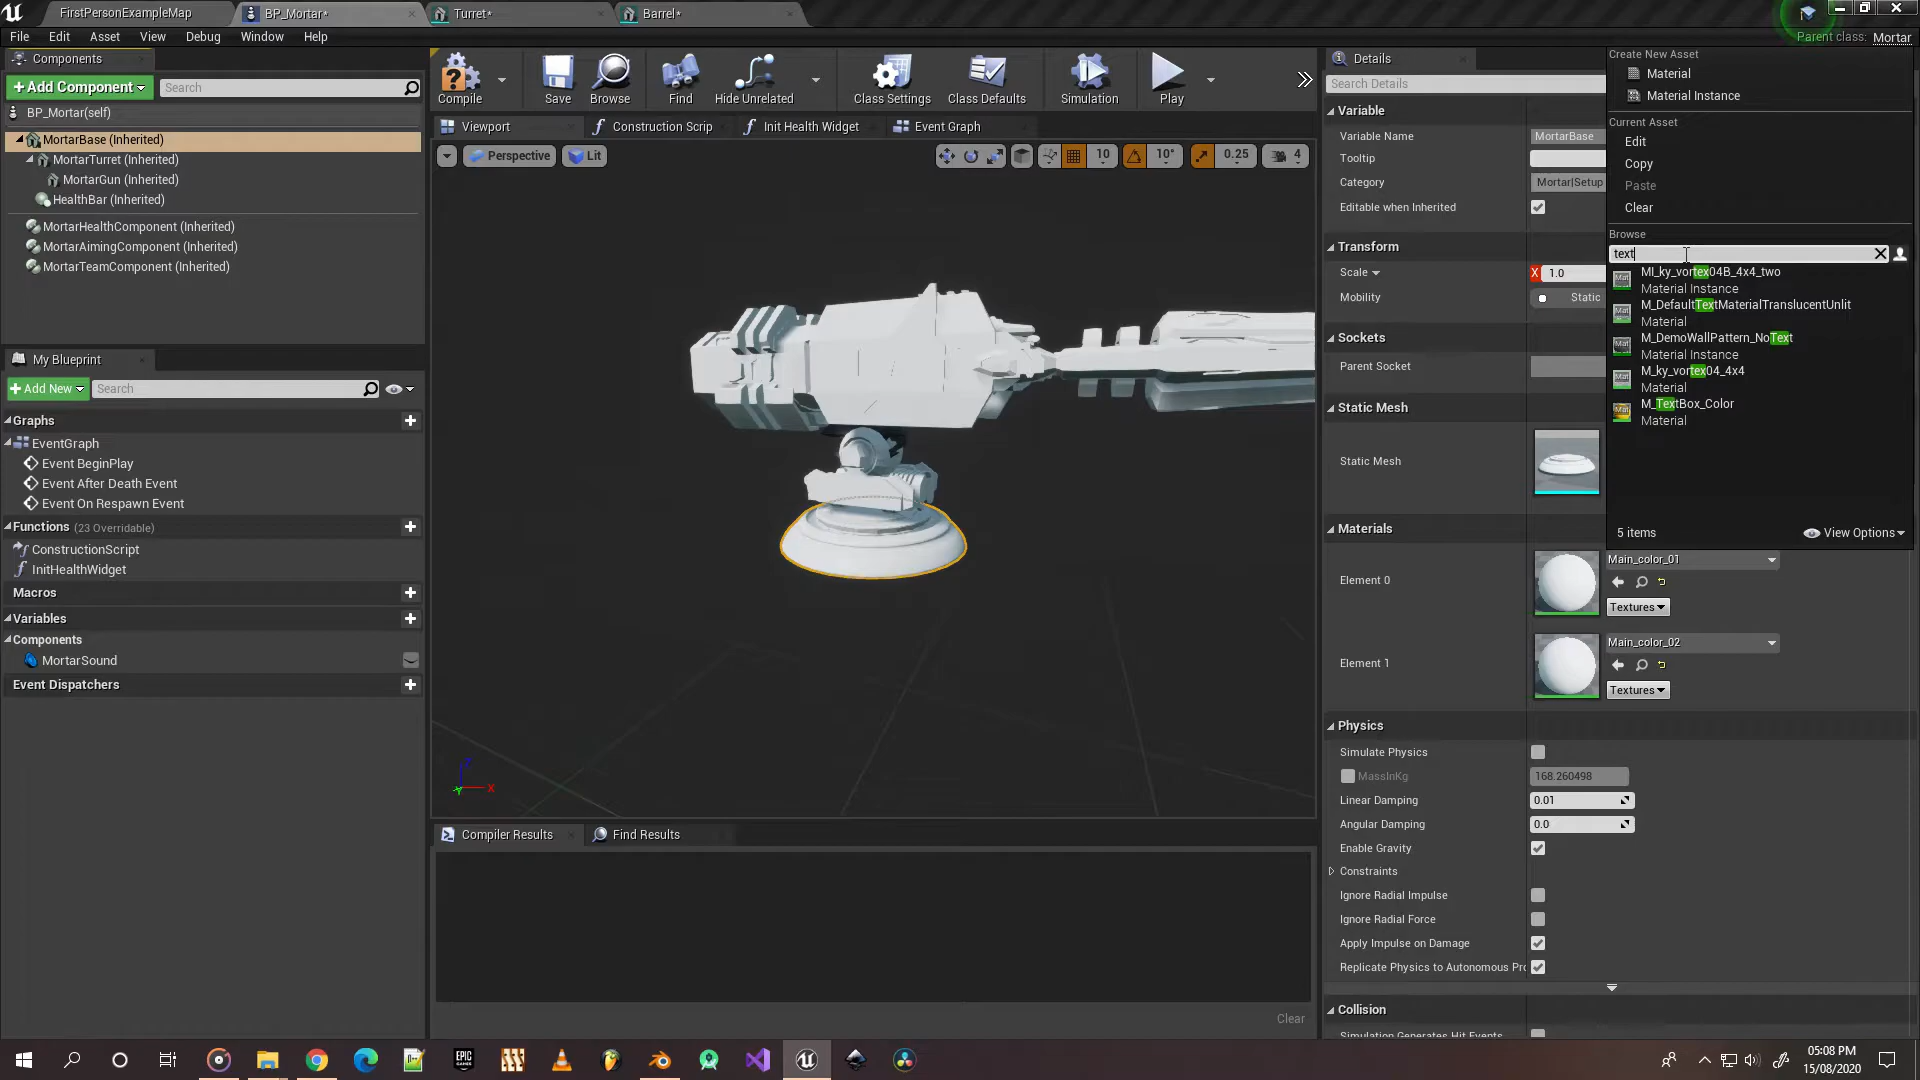 FirstPersonExampleMap
BP_Mortar*
Turret*
Barrel*
File Edit Asset View Debug Window Help
Parent class: Mortar
Components
+Add Component
Search
BP_Mortar(self)
MortarBase (Inherited)
MortarTurret (Inherited)
MortarGun (Inherited)
HealthBar (Inherited)
MortarHealthComponent (Inherited)
MortarAimingComponent (Inherited)
MortarTeamComponent (Inherited)
My Blueprint
+Add New
Search
Graphs
EventGraph
Event BeginPlay
Event After Death Event
Event On Respawn Event
Functions (23 Overridable)
ConstructionScript
InitHealthWidget
Macros
Variables
Components
MortarSound
Event Dispatchers
Compile Save Browse Find Hide Unrelated Class Settings Class Defaults Simulation Play
Viewport
Construction Scrip
Init Health Widget
Event Graph
Perspective
Lit
10
10°
0.25
4
Z
X
Y
Compiler Results
Find Results
Clear
Details
Search Details
Variable
Variable Name
MortarBase
Tooltip
Category
Mortar|Setup
Editable when Inherited
Transform
Scale
X 1.0
Mobility
Static
Sockets
Parent Socket
Static Mesh
Static Mesh
Materials
Element 0
Main_color_01
Textures
Element 1
Main_color_02
Textures
Physics
Simulate Physics
MassInKg
168.260498
Linear Damping
0.01
Angular Damping
0.0
Enable Gravity
Constraints
Ignore Radial Impulse
Ignore Radial Force
Apply Impulse on Damage
Replicate Physics to Autonomous Pro
Collision
Simulation Generates Hit Events
Create New Asset
Material
Material Instance
Current Asset
Edit
Copy
Paste
Clear
Browse
text
MI_ky_vortex04B_4x4_two
Material Instance
M_DefaultTextMaterialTranslucentUnlit
Material
M_DemoWallPattern_NoText
Material Instance
M_ky_vortex04_4x4
Material
M_TextBox_Color
Material
5 items
View Options
EPIC
GAMES
05:08 PM
15/08/2020